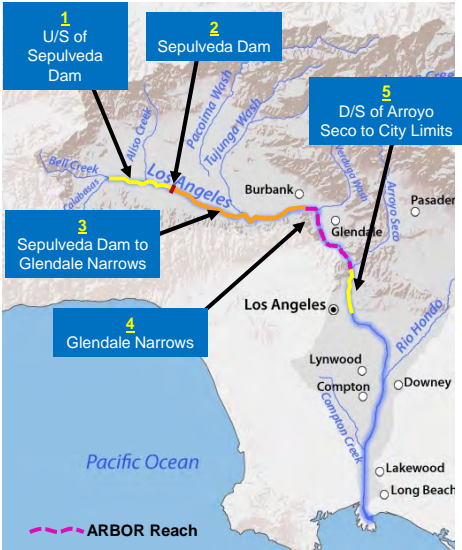 1
U/S of
Sepulveda
Dam
2
Sepulveda Dam
5
D/S of Arroyo
Seco to City Limits
Pacoima Wash
Tujunga Wash
Aliso Creek
Bell Creek
Calabasas
Los Angeles
Burbank
Verdugo Wash
Arroyo Seco
Pasader
Glendale
3
Sepulveda Dam to
Glendale Narrows
4
Glendale Narrows
Los Angeles
Rio Hondo
Lynwood
Compton
Downey
Compton Creek
Pacific Ocean
Lakewood
Long Beach
ARBOR Reach